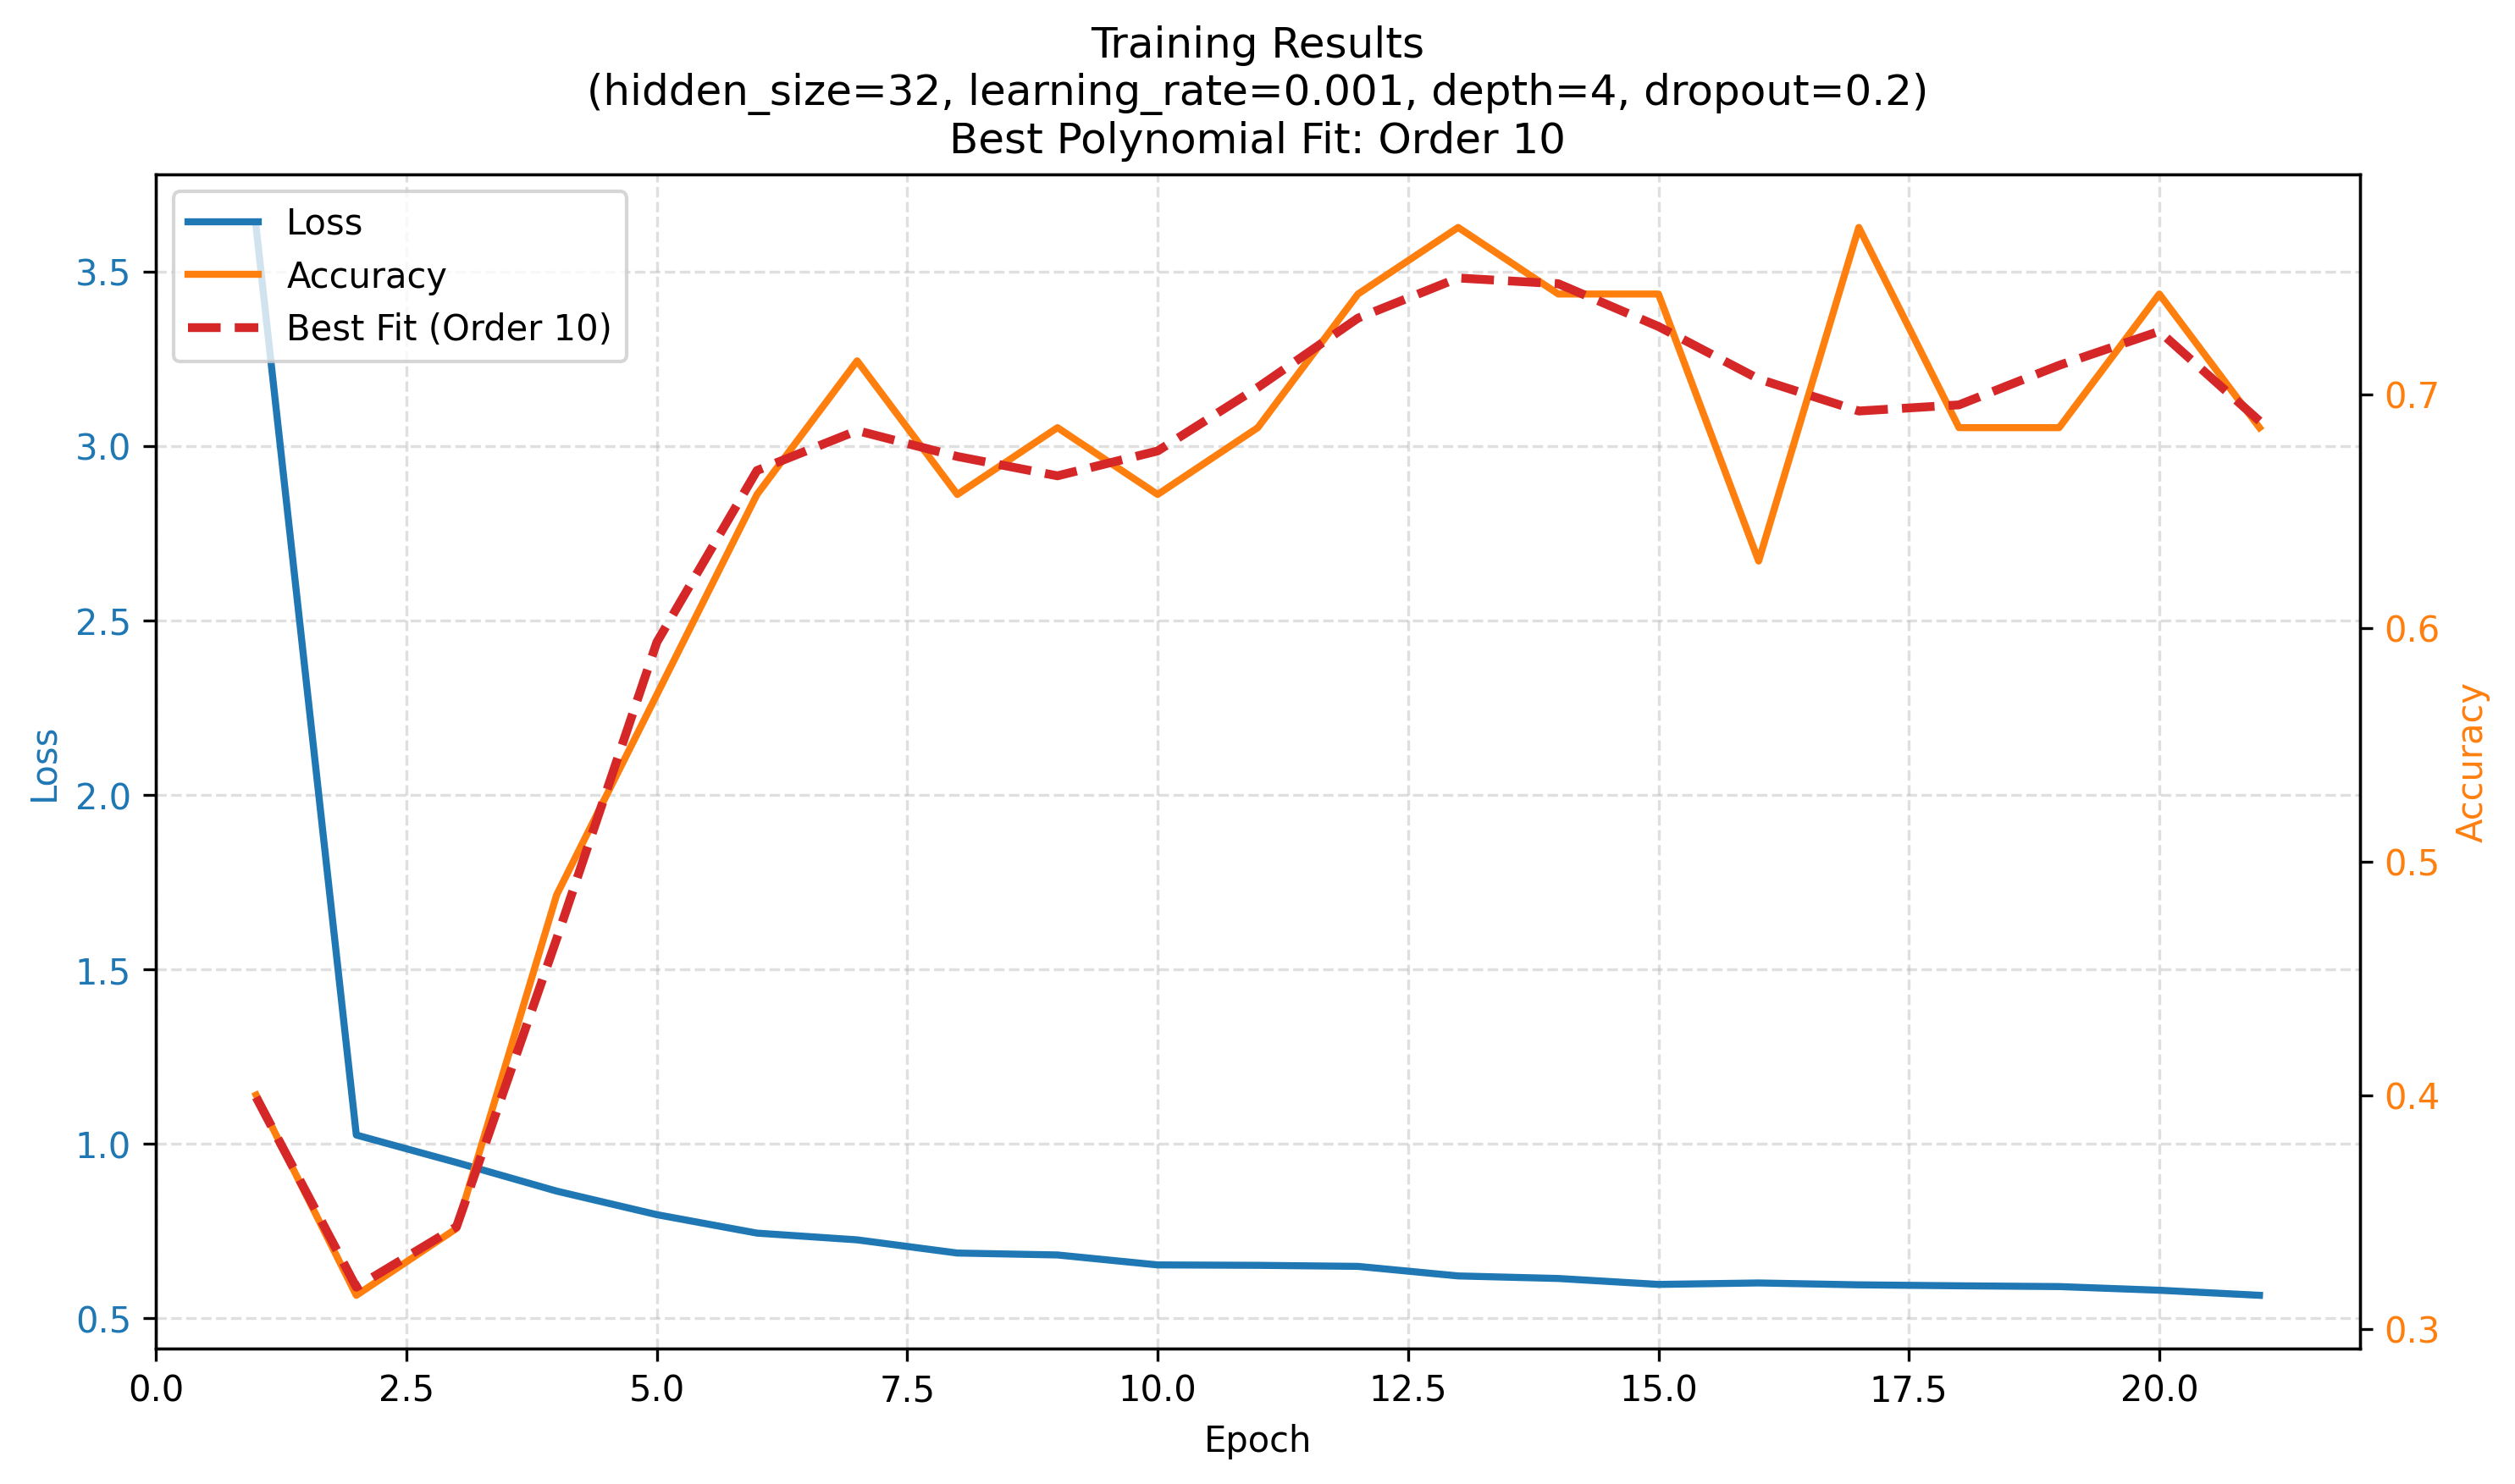 Training Results
(hidden_size=32, learning_rate=0.001, depth=4, dropout=0.2)
Best Polynomial Fit: Order 10
Loss
Accuracy
Best Fit (Order 10)
3.5
3.0
2.5
2.0
1.5
1.0
0.5
Loss
0.7
0.6
0.5
0.4
0.3
Accuracy
0.0 2.5 5.0 7.5 10.0 12.5 15.0 17.5 20.0
Epoch